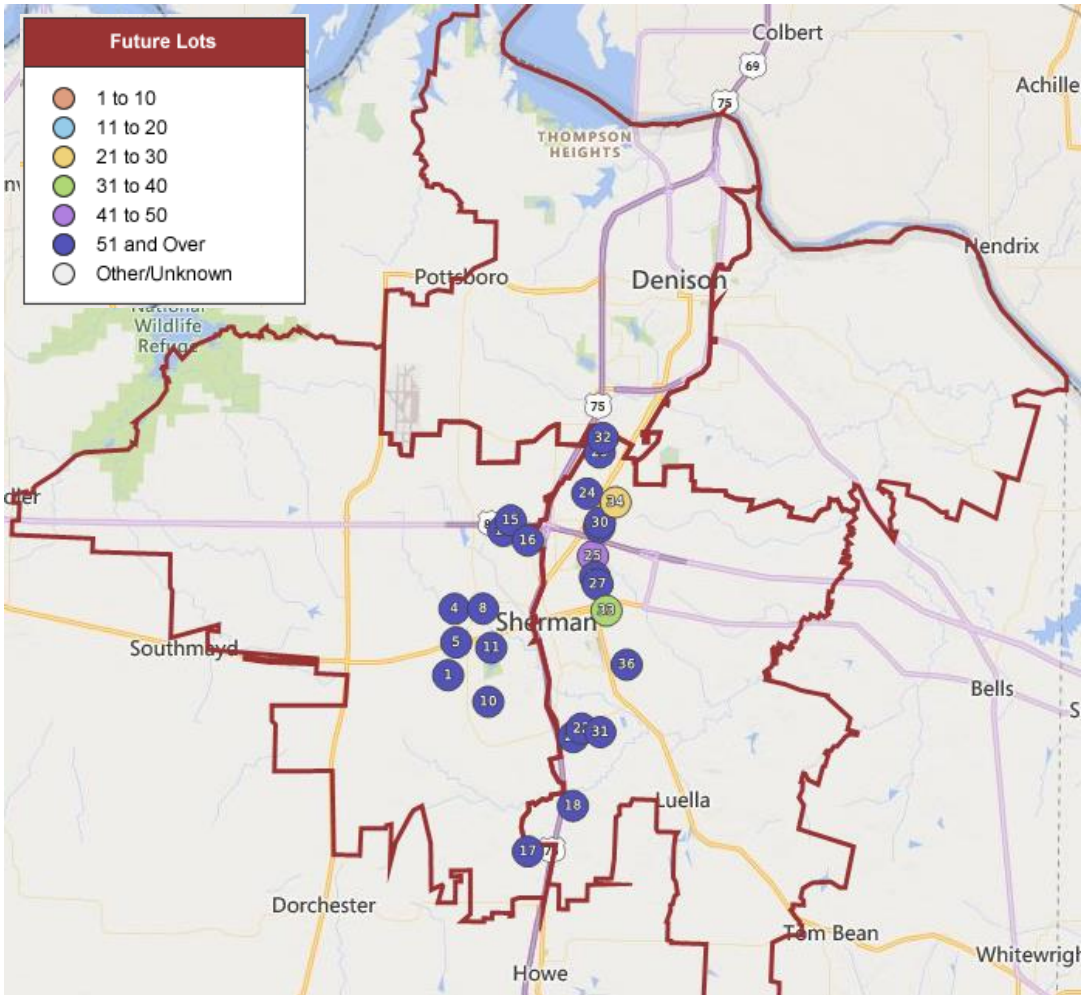 Future Lots
1 to 10
11 to 20
21 to 30
31 to 40
41 to 50
51 and Over
Other/Unknown
Colbert
69
Achille
75
THOMPSON
HEIGHTS
Hendrix
Pottsboro
Denison
National
Wildlife
Refuge
75
32
24
34
15
30
16
25
27
4
8
33
Sherman
5
11
Southmayd
36
1
Bells
10
22
31
Luella
18
17
Dorchester
Tom Bean
Howe